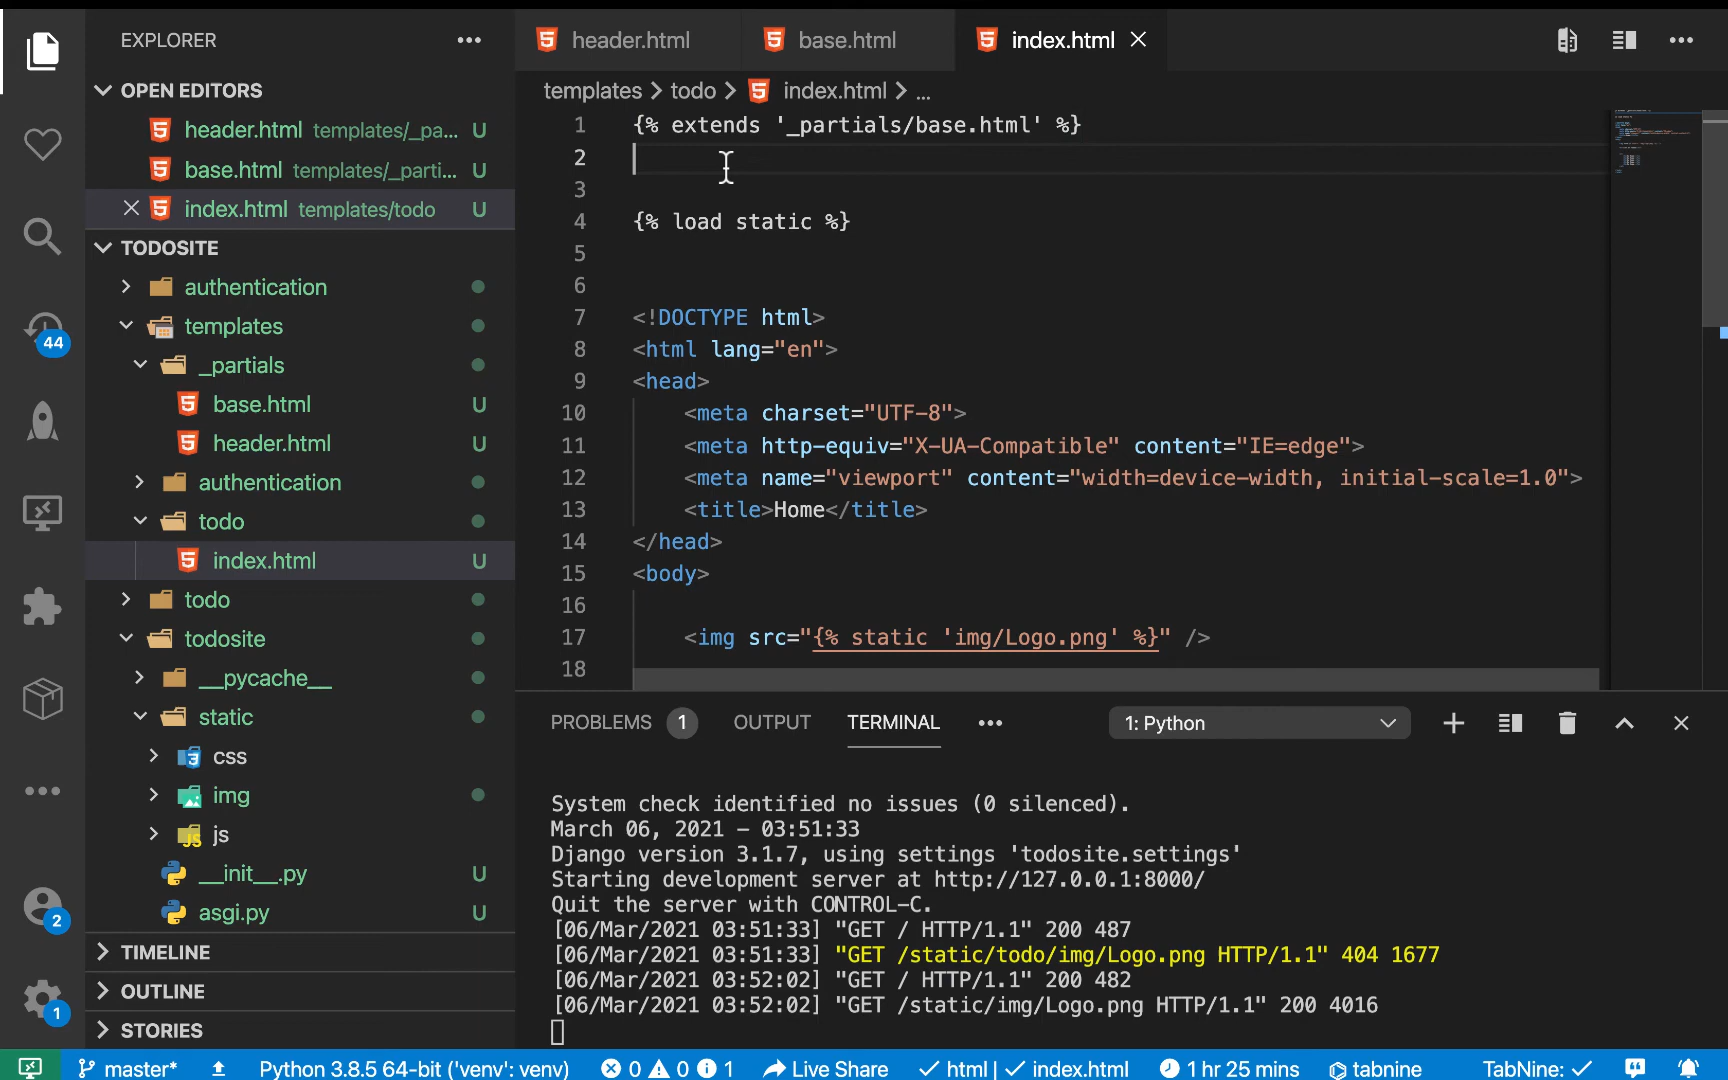 EXPLORER
OPEN EDITORS
header.html templates/_pa... U
base.html templates/_parti... U
index.html templates/todo U
TODOSITE
authentication
templates
_partials
base.html U
header.html U
authentication
todo
index.html U
todo
todosite
__pycache__
static
css
img
JS js
__init__.py U
asgi.py U
TIMELINE
OUTLINE
STORIES
44
2
1
header.html base.html index.html
templates > todo > index.html > ...
1 {% extends '_partials/base.html' %}
2
3
4 {% load static %}
5
6
7 <!DOCTYPE html>
8 <html lang="en">
9 <head>
10 <meta charset="UTF-8">
11 <meta http-equiv="X-UA-Compatible" content="IE=edge">
12 <meta name="viewport" content="width=device-width, initial-scale=1.0">
13 <title>Home</title>
14 </head>
15 <body>
16
17 <img src="{% static 'img/Logo.png' %}" />
18
PROBLEMS 1 OUTPUT TERMINAL ... 1: Python
System check identified no issues (0 silenced).
March 06, 2021 - 03:51:33
Django version 3.1.7, using settings 'todosite.settings'
Starting development server at http://127.0.0.1:8000/
Quit the server with CONTROL-C.
[06/Mar/2021 03:51:33] "GET / HTTP/1.1" 200 487
[06/Mar/2021 03:51:33] "GET /static/todo/img/Logo.png HTTP/1.1" 404 1677
[06/Mar/2021 03:52:02] "GET / HTTP/1.1" 200 482
[06/Mar/2021 03:52:02] "GET /static/img/Logo.png HTTP/1.1" 200 4016
master* Python 3.8.5 64-bit ('venv': venv) 0 0 1 Live Share html | index.html 1 hr 25 mins tabnine TabNine: